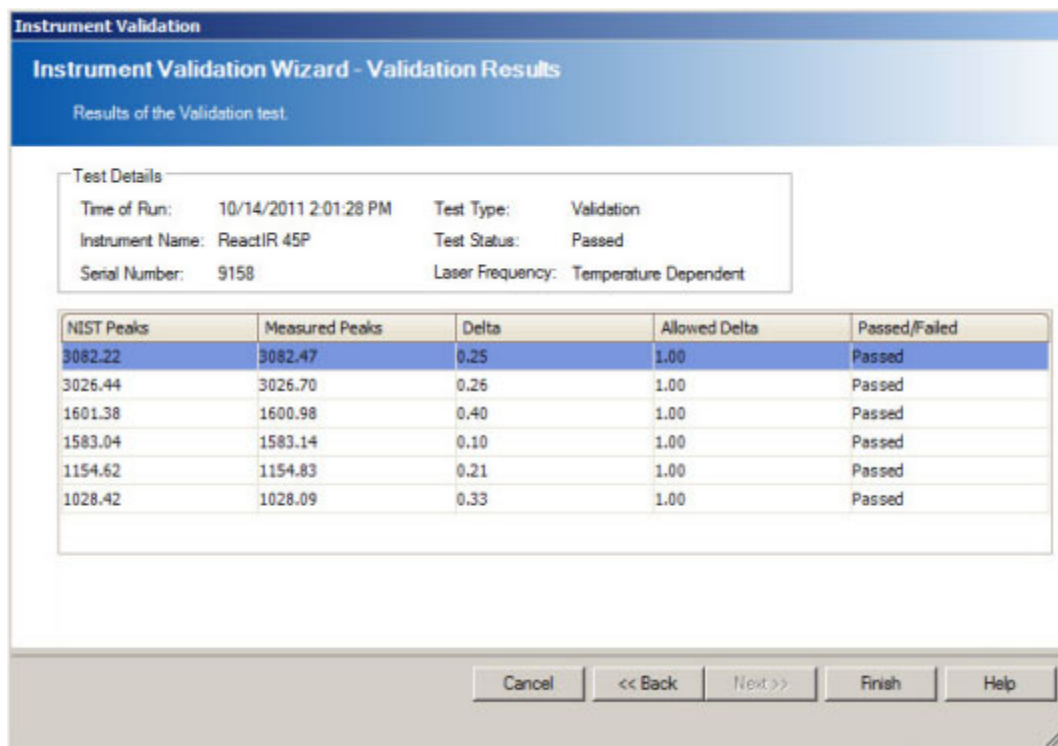 Instrument Validation
Instrument Validation Wizard - Validation Results
Results of the Validation test.
Test Details
Time of Run: 10/14/2011 2:01:28 PM Test Type: Validation
Instrument Name: ReactIR 45P Test Status: Passed
Serial Number: 9158 Laser Frequency: Temperature Dependent
NIST Peaks Measured Peaks Delta Allowed Delta Passed/Failed
3082.22 3082.47 0.25 1.00 Passed
3026.44 3026.70 0.26 1.00 Passed
1601.38 1600.98 0.40 1.00 Passed
1583.04 1583.14 0.10 1.00 Passed
1154.62 1154.83 0.21 1.00 Passed
1028.42 1028.09 0.33 1.00 Passed
Cancel << Back Next >> Finish Help